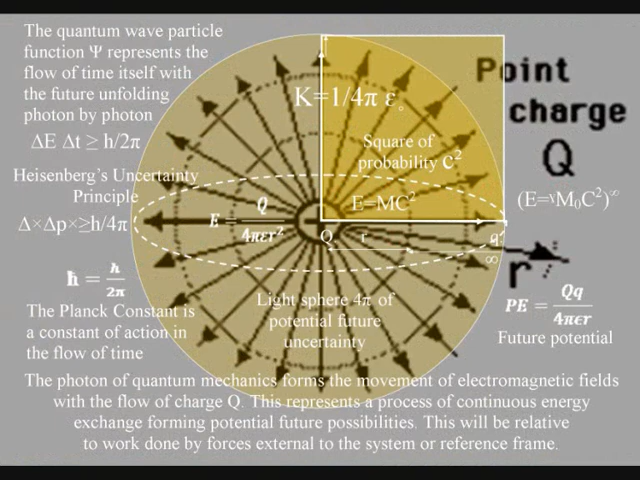 The quantum wave particle
function Ψ represents the
flow of time itself with
the future unfolding
photon by photon
ΔE Δt ≥ h/2π
Heisenberg's Uncertainty
Principle
Δ×Δp×≥h/4π
ħ = h/2π
The Planck Constant is
a constant of action in
the flow of time
K=1/4π ε。
Square of
probability C²
E=MC²
E = Q/4πεr²
Q
r
q
∞
Light sphere 4π of
potential future
uncertainty
Point
charge
Q
(E=ᵞM₀C²)∞
r
PE = Qq/4πεr
Future potential
The photon of quantum mechanics forms the movement of electromagnetic fields
with the flow of charge Q. This represents a process of continuous energy
exchange forming potential future possibilities. This will be relative
to work done by forces external to the system or reference frame.